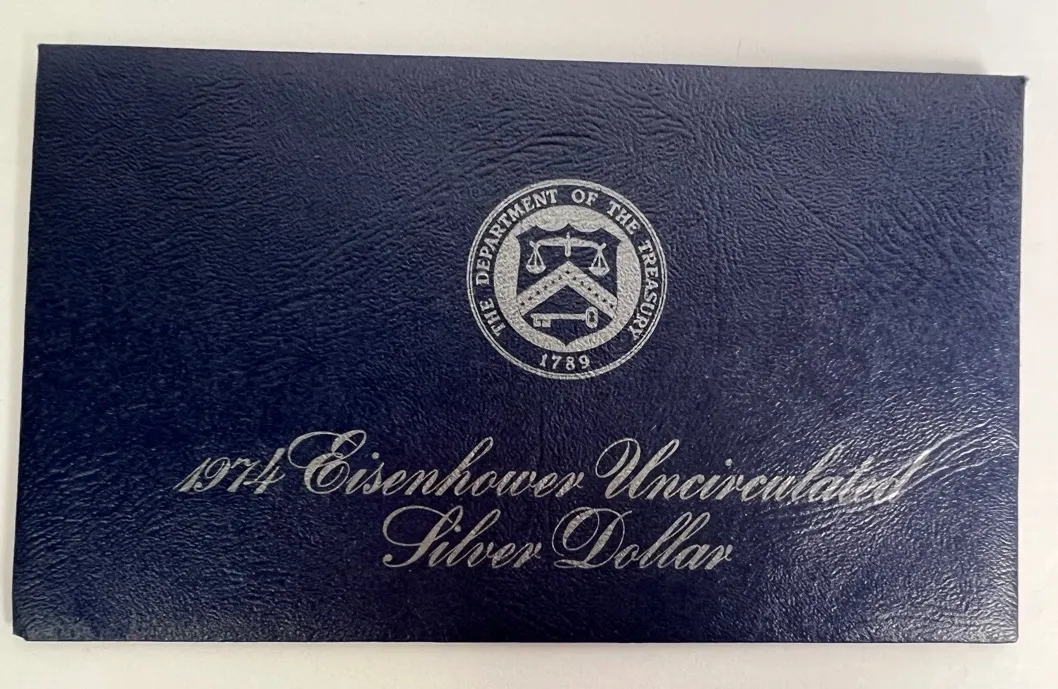 THE DEPARTMENT OF THE TREASURY
1789
1974 Eisenhower Uncirculated
Silver Dollar